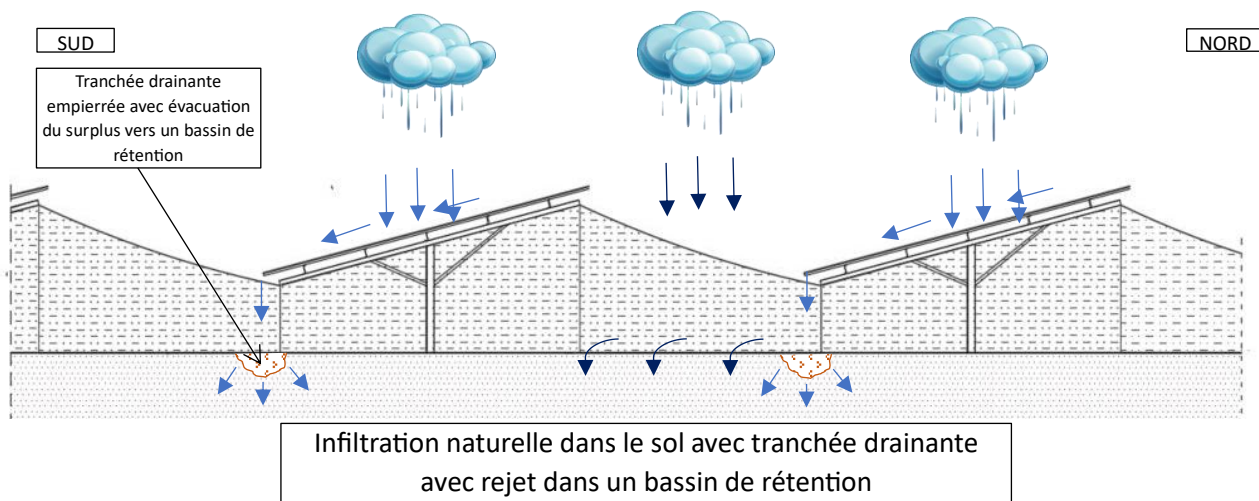 SUD
NORD
Tranchée drainante
empierrée avec évacuation
du surplus vers un bassin de
rétention
Infiltration naturelle dans le sol avec tranchée drainante
avec rejet dans un bassin de rétention